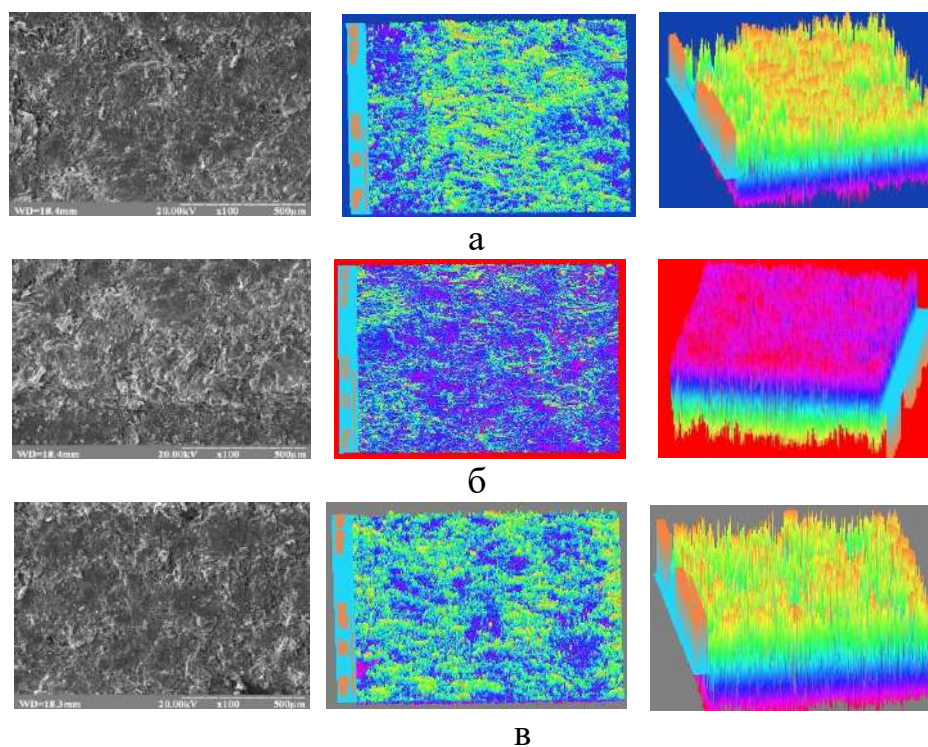 WD=18.4mm 20.00kV x100 500µm
а
WD=18.4mm 20.00kV x100 500µm
б
WD=18.3mm 20.00kV x100 500µm
в